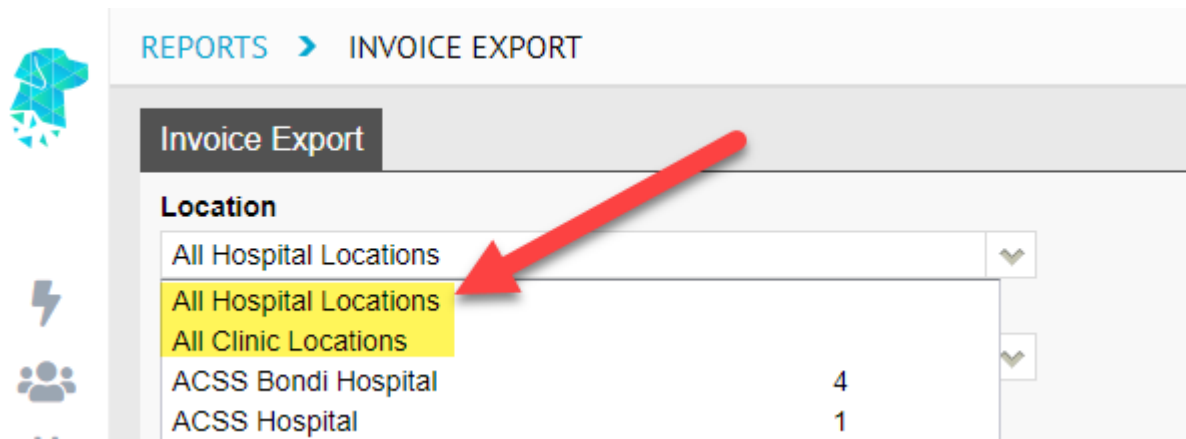 REPORTS > INVOICE EXPORT
Invoice Export
Location
All Hospital Locations
All Hospital Locations
All Clinic Locations
ACSS Bondi Hospital 4
ACSS Hospital 1